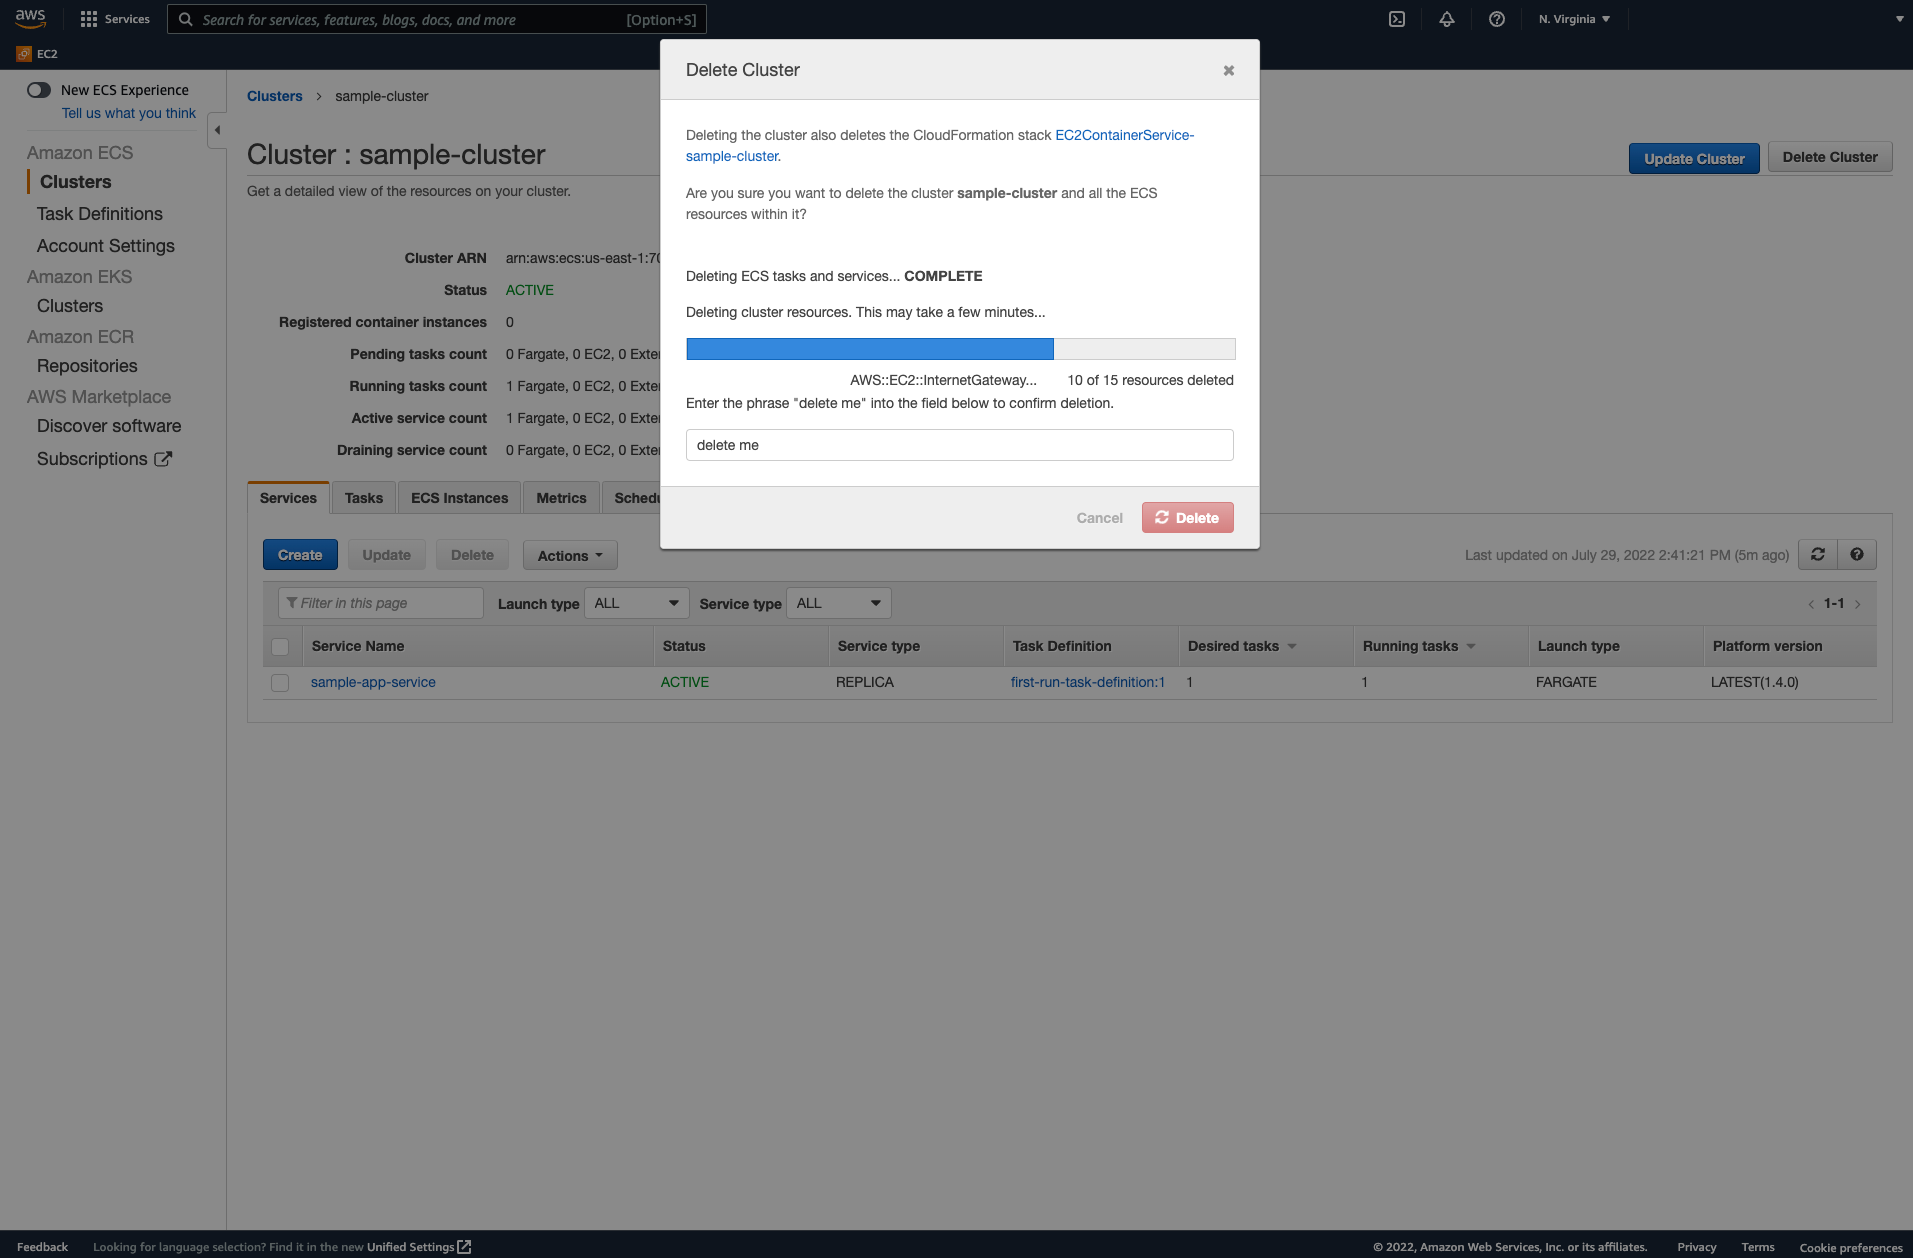 aws
Services
Search for services, features, blogs, docs, and more
[Option+S]
N. Virginia
EC2
New ECS Experience
Tell us what you think
Amazon ECS
Clusters
Task Definitions
Account Settings
Amazon EKS
Clusters
Amazon ECR
Repositories
AWS Marketplace
Discover software
Subscriptions
Clusters > sample-cluster
Cluster : sample-cluster
Update Cluster
Delete Cluster
Get a detailed view of the resources on your cluster.
Cluster ARN arn:aws:ecs:us-east-1:70
Status ACTIVE
Registered container instances 0
Pending tasks count 0 Fargate, 0 EC2, 0 Exter
Running tasks count 1 Fargate, 0 EC2, 0 Exter
Active service count 1 Fargate, 0 EC2, 0 Exter
Draining service count 0 Fargate, 0 EC2, 0 Exter
Delete Cluster
Deleting the cluster also deletes the CloudFormation stack EC2ContainerService-
sample-cluster.
Are you sure you want to delete the cluster sample-cluster and all the ECS
resources within it?
Deleting ECS tasks and services... COMPLETE
Deleting cluster resources. This may take a few minutes...
AWS::EC2::InternetGateway... 10 of 15 resources deleted
Enter the phrase "delete me" into the field below to confirm deletion.
delete me
Cancel
Delete
Services Tasks ECS Instances Metrics Schedu
Create Update Delete Actions
Last updated on July 29, 2022 2:41:21 PM (5m ago)
Filter in this page Launch type ALL Service type ALL
< 1-1 >
Service Name Status Service type Task Definition Desired tasks Running tasks Launch type Platform version
sample-app-service ACTIVE REPLICA first-run-task-definition:1 1 1 FARGATE LATEST(1.4.0)
Feedback Looking for language selection? Find it in the new Unified Settings
© 2022, Amazon Web Services, Inc. or its affiliates. Privacy Terms Cookie preferences